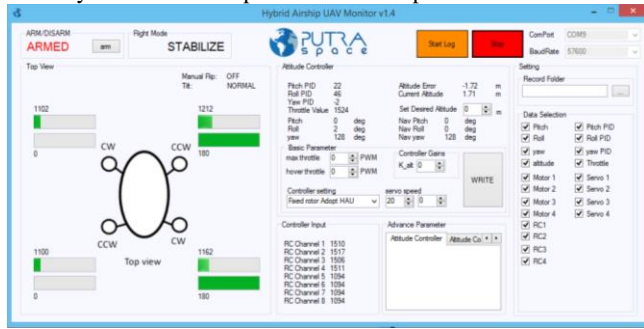 Hybrid Airship UAV Monitor v1.4
ARM/DISARM
ARMED
arm
Flight Mode
STABILIZE
PUTRA
space
Start Log
Stop
ComPort
COM9
BaudRate
57600
Top View
Manual Flip: OFF
Tilt: NORMAL
1102
1212
0
180
CW
CCW
CCW
CW
Top view
1100
1162
0
180
Attitude Controller
Pitch PID 22
Roll PID 46
Yaw PID -2
Throttle Value 1524
Pitch 0 deg
Roll 2 deg
yaw 128 deg
Altitude Error -1.72 m
Current Altitude 1.71 m
Set Desired Altitude 0 m
Nav Pitch 0 deg
Nav Roll 0 deg
Nav yaw 128 deg
Basic Parameter
max throttle 0 PWM
hover throttle 0 PWM
Controller Gains
K_alt 0
WRITE
Controller setting
Fixed rotor Adopt HAU
servo speed
20 0
Controller Input
RC Channel 1 1510
RC Channel 2 1517
RC Channel 3 1506
RC Channel 4 1511
RC Channel 5 1094
RC Channel 6 1094
RC Channel 7 1094
RC Channel 8 1094
Advance Parameter
Attitude Controller
Altitude Co
Setting
Record Folder
...
Data Selection
Pitch Pitch PID
Roll Roll PID
yaw yaw PID
altitude Throttle
Motor 1 Servo 1
Motor 2 Servo 2
Motor 3 Servo 3
Motor 4 Servo 4
RC1
RC2
RC3
RC4